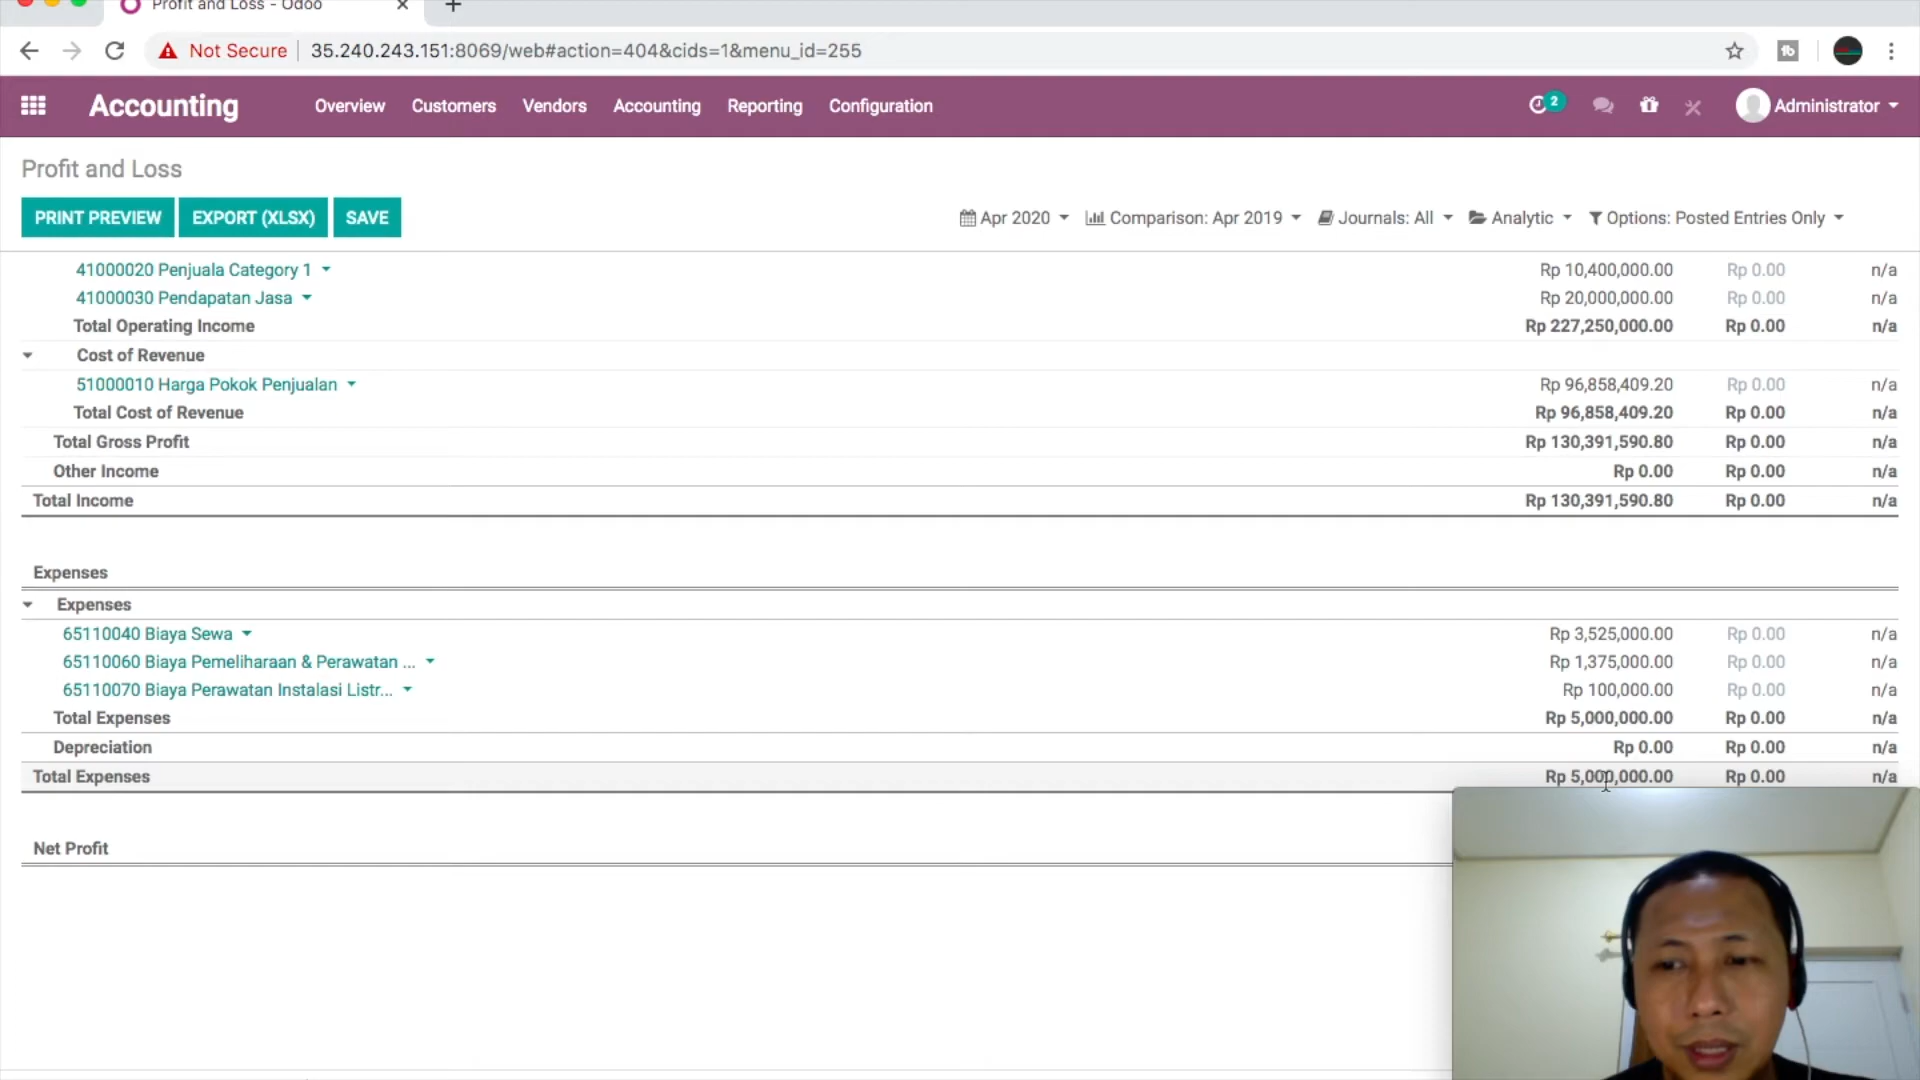 Profit and Loss - Odoo
Not Secure 35.240.243.151:8069/web#action=404&cids=1&menu_id=255
Accounting Overview Customers Vendors Accounting Reporting Configuration 2 Administrator
Profit and Loss
PRINT PREVIEW EXPORT (XLSX) SAVE Apr 2020 Comparison: Apr 2019 Journals: All Analytic Options: Posted Entries Only
41000020 Penjuala Category 1 Rp 10,400,000.00 Rp 0.00 n/a
41000030 Pendapatan Jasa Rp 20,000,000.00 Rp 0.00 n/a
Total Operating Income Rp 227,250,000.00 Rp 0.00 n/a
Cost of Revenue
51000010 Harga Pokok Penjualan Rp 96,858,409.20 Rp 0.00 n/a
Total Cost of Revenue Rp 96,858,409.20 Rp 0.00 n/a
Total Gross Profit Rp 130,391,590.80 Rp 0.00 n/a
Other Income Rp 0.00 Rp 0.00 n/a
Total Income Rp 130,391,590.80 Rp 0.00 n/a
Expenses
Expenses
65110040 Biaya Sewa Rp 3,525,000.00 Rp 0.00 n/a
65110060 Biaya Pemeliharaan & Perawatan ... Rp 1,375,000.00 Rp 0.00 n/a
65110070 Biaya Perawatan Instalasi Listr... Rp 100,000.00 Rp 0.00 n/a
Total Expenses Rp 5,000,000.00 Rp 0.00 n/a
Depreciation Rp 0.00 Rp 0.00 n/a
Total Expenses Rp 5,000,000.00 Rp 0.00 n/a
Net Profit